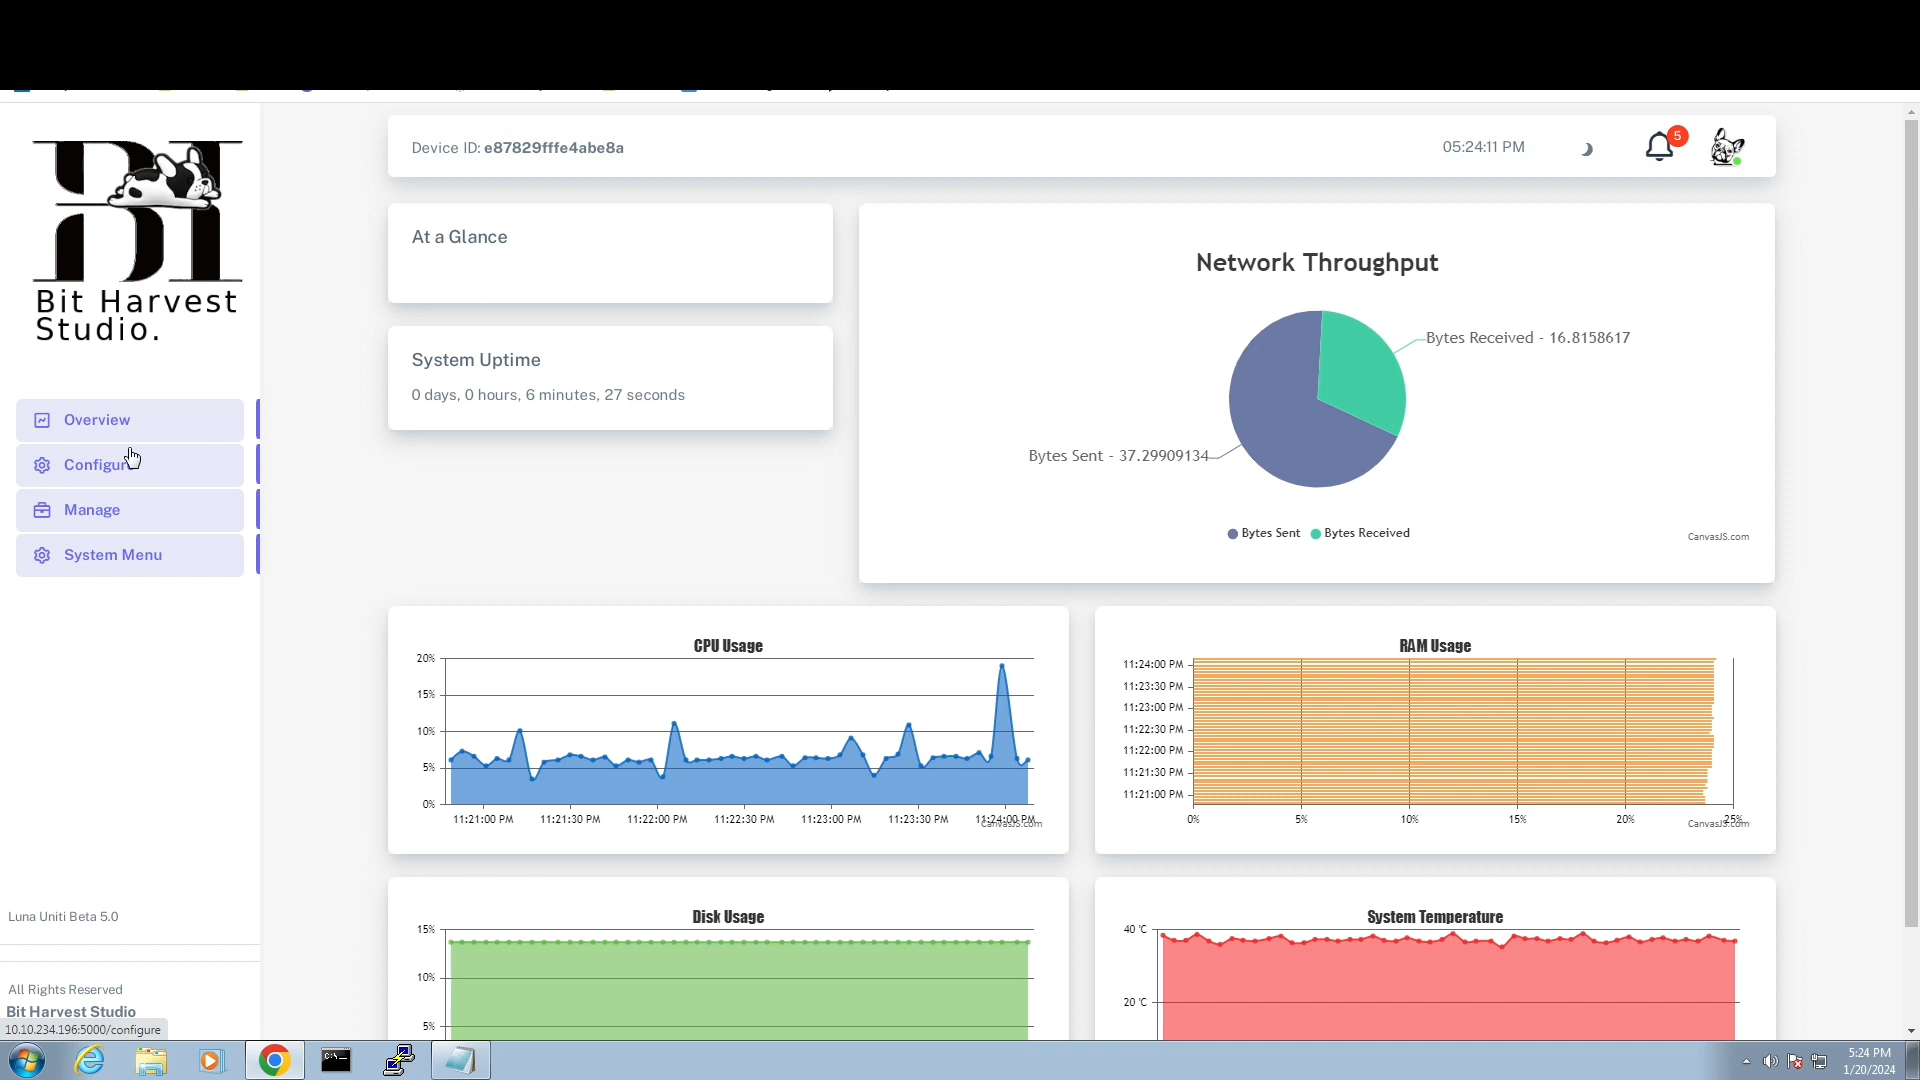 Device ID: e87829fffe4abe8a
05:24:11 PM
5
BI
Bit Harvest
Studio.
Overview
Configure
Manage
System Menu
Luna Uniti Beta 5.0
All Rights Reserved
Bit Harvest Studio
10.10.234.196:5000/configure
At a Glance
System Uptime
0 days, 0 hours, 6 minutes, 27 seconds
Network Throughput
Bytes Received - 16.8158617
Bytes Sent - 37.29909134
Bytes Sent
Bytes Received
CanvasJS.com
CPU Usage
20%
15%
10%
5%
0%
11:21:00 PM 11:21:30 PM 11:22:00 PM 11:22:30 PM 11:23:00 PM 11:23:30 PM 11:24:00 PM
CanvasJS.com
RAM Usage
11:24:00 PM
11:23:30 PM
11:23:00 PM
11:22:30 PM
11:22:00 PM
11:21:30 PM
11:21:00 PM
0% 5% 10% 15% 20% 25%
CanvasJS.com
Disk Usage
15%
10%
5%
System Temperature
40 °C
20 °C
C:\_
5:24 PM
1/20/2024